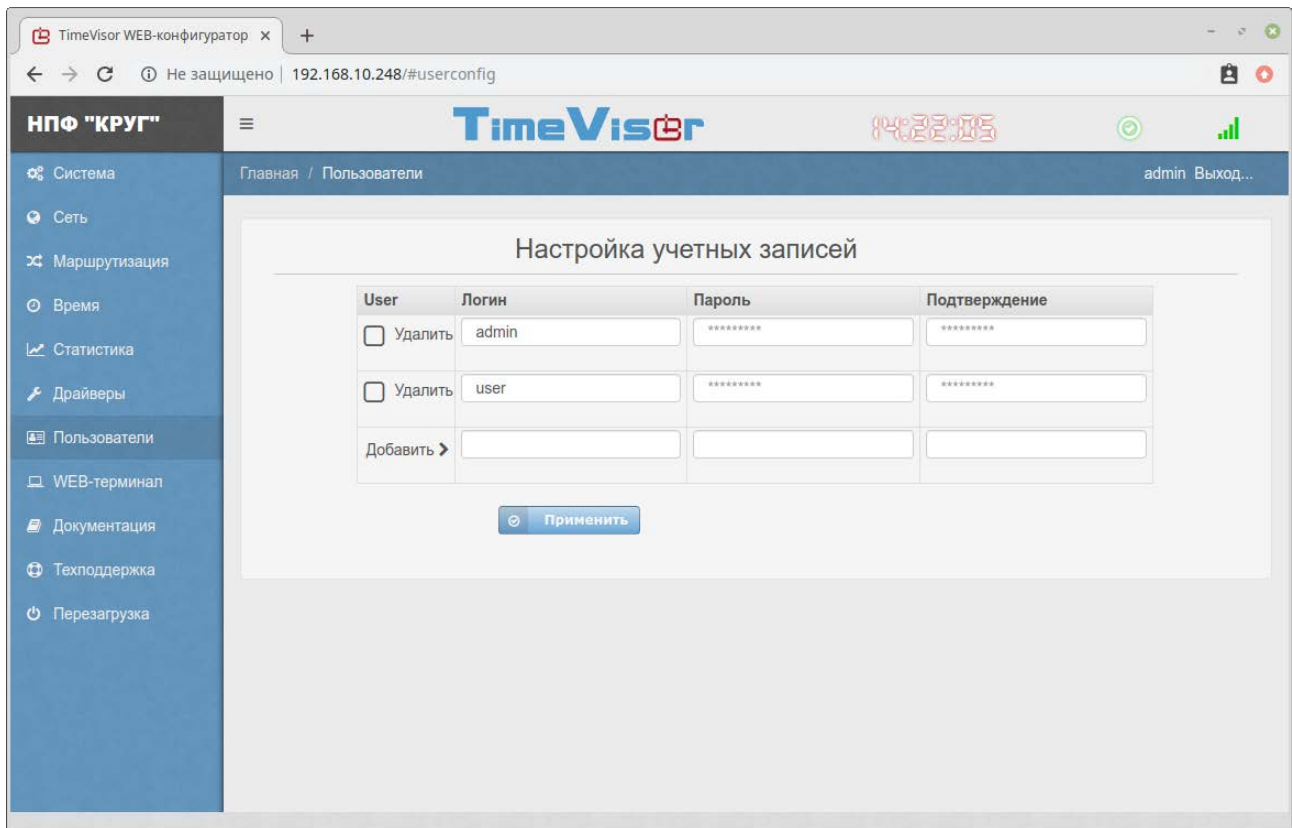 TimeVisor WEB-конфигуратор
Не защищено 192.168.10.248/#userconfig
НПФ "КРУГ"
TimeVisor
14:22:05
Главная / Пользователи
admin Выход...
Система
Сеть
Маршрутизация
Время
Статистика
Драйверы
Пользователи
WEB-терминал
Документация
Техподдержка
Перезагрузка
Настройка учетных записей
User Логин Пароль Подтверждение
Удалить admin ********* *********
Удалить user ********* *********
Добавить
Применить